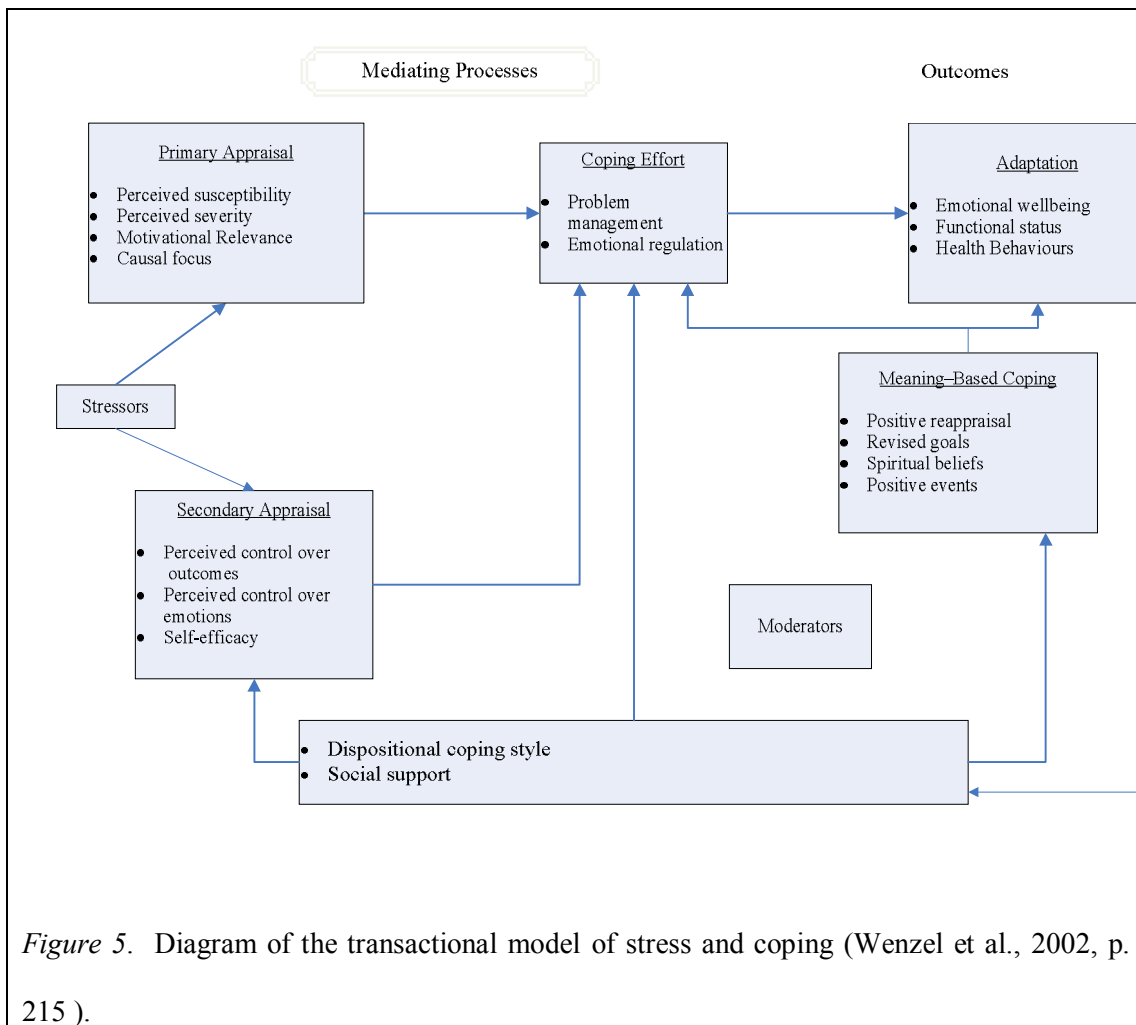 Mediating Processes
Outcomes
Primary Appraisal
• Perceived susceptibility
• Perceived severity
• Motivational Relevance
• Causal focus
Coping Effort
• Problem
management
• Emotional regulation
Adaptation
• Emotional wellbeing
• Functional status
• Health Behaviours
Stressors
Meaning–Based Coping
• Positive reappraisal
• Revised goals
• Spiritual beliefs
• Positive events
Secondary Appraisal
• Perceived control over
outcomes
• Perceived control over
emotions
• Self-efficacy
Moderators
• Dispositional coping style
• Social support
Figure 5. Diagram of the transactional model of stress and coping (Wenzel et al., 2002, p.
215 ).